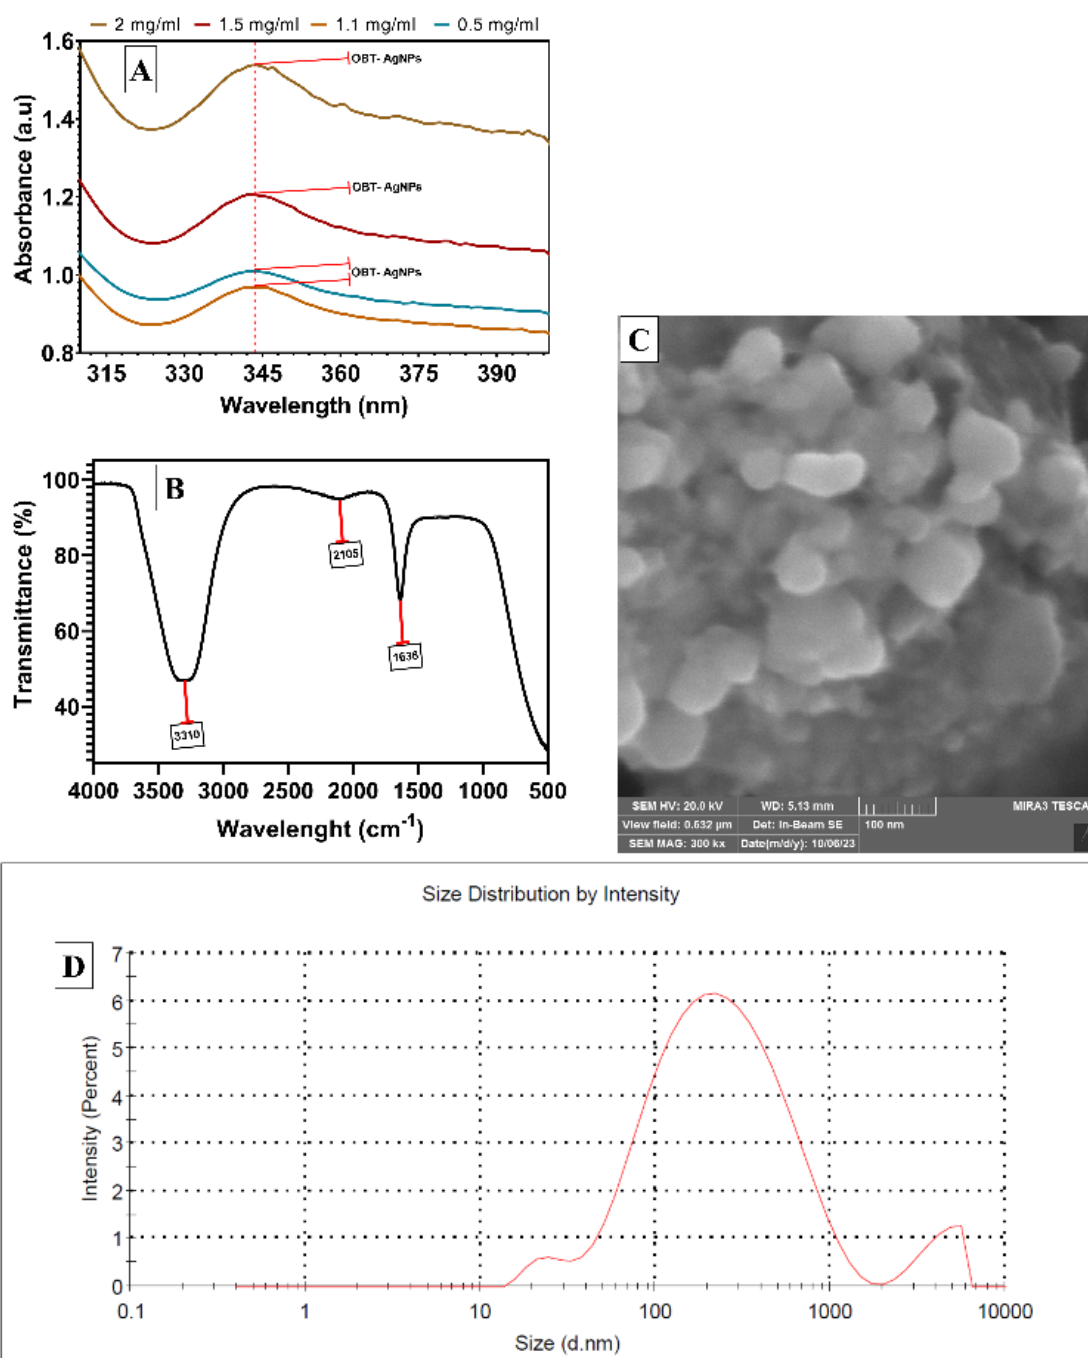 2 mg/ml 1.5 mg/ml 1.1 mg/ml 0.5 mg/ml
A
1.6
1.4
1.2
1.0
0.8
Absorbance (a.u)
OBT- AgNPs
OBT- AgNPs
OBT- AgNPs
315 330 345 360 375 390
Wavelength (nm)
B
100
80
60
40
Transmittance (%)
2105
1636
3310
4000 3500 3000 2500 2000 1500 1000 500
Wavelenght (cm-1)
C
SEM HV: 20.0 kV WD: 5.13 mm MIRA3 TESCA
View field: 0.632 µm Det: In-Beam SE 100 nm
SEM MAG: 300 kx Date(m/d/y): 10/06/23
Size Distribution by Intensity
D
7
6
5
4
3
2
1
0
Intensity (Percent)
0.1 1 10 100 1000 10000
Size (d.nm)